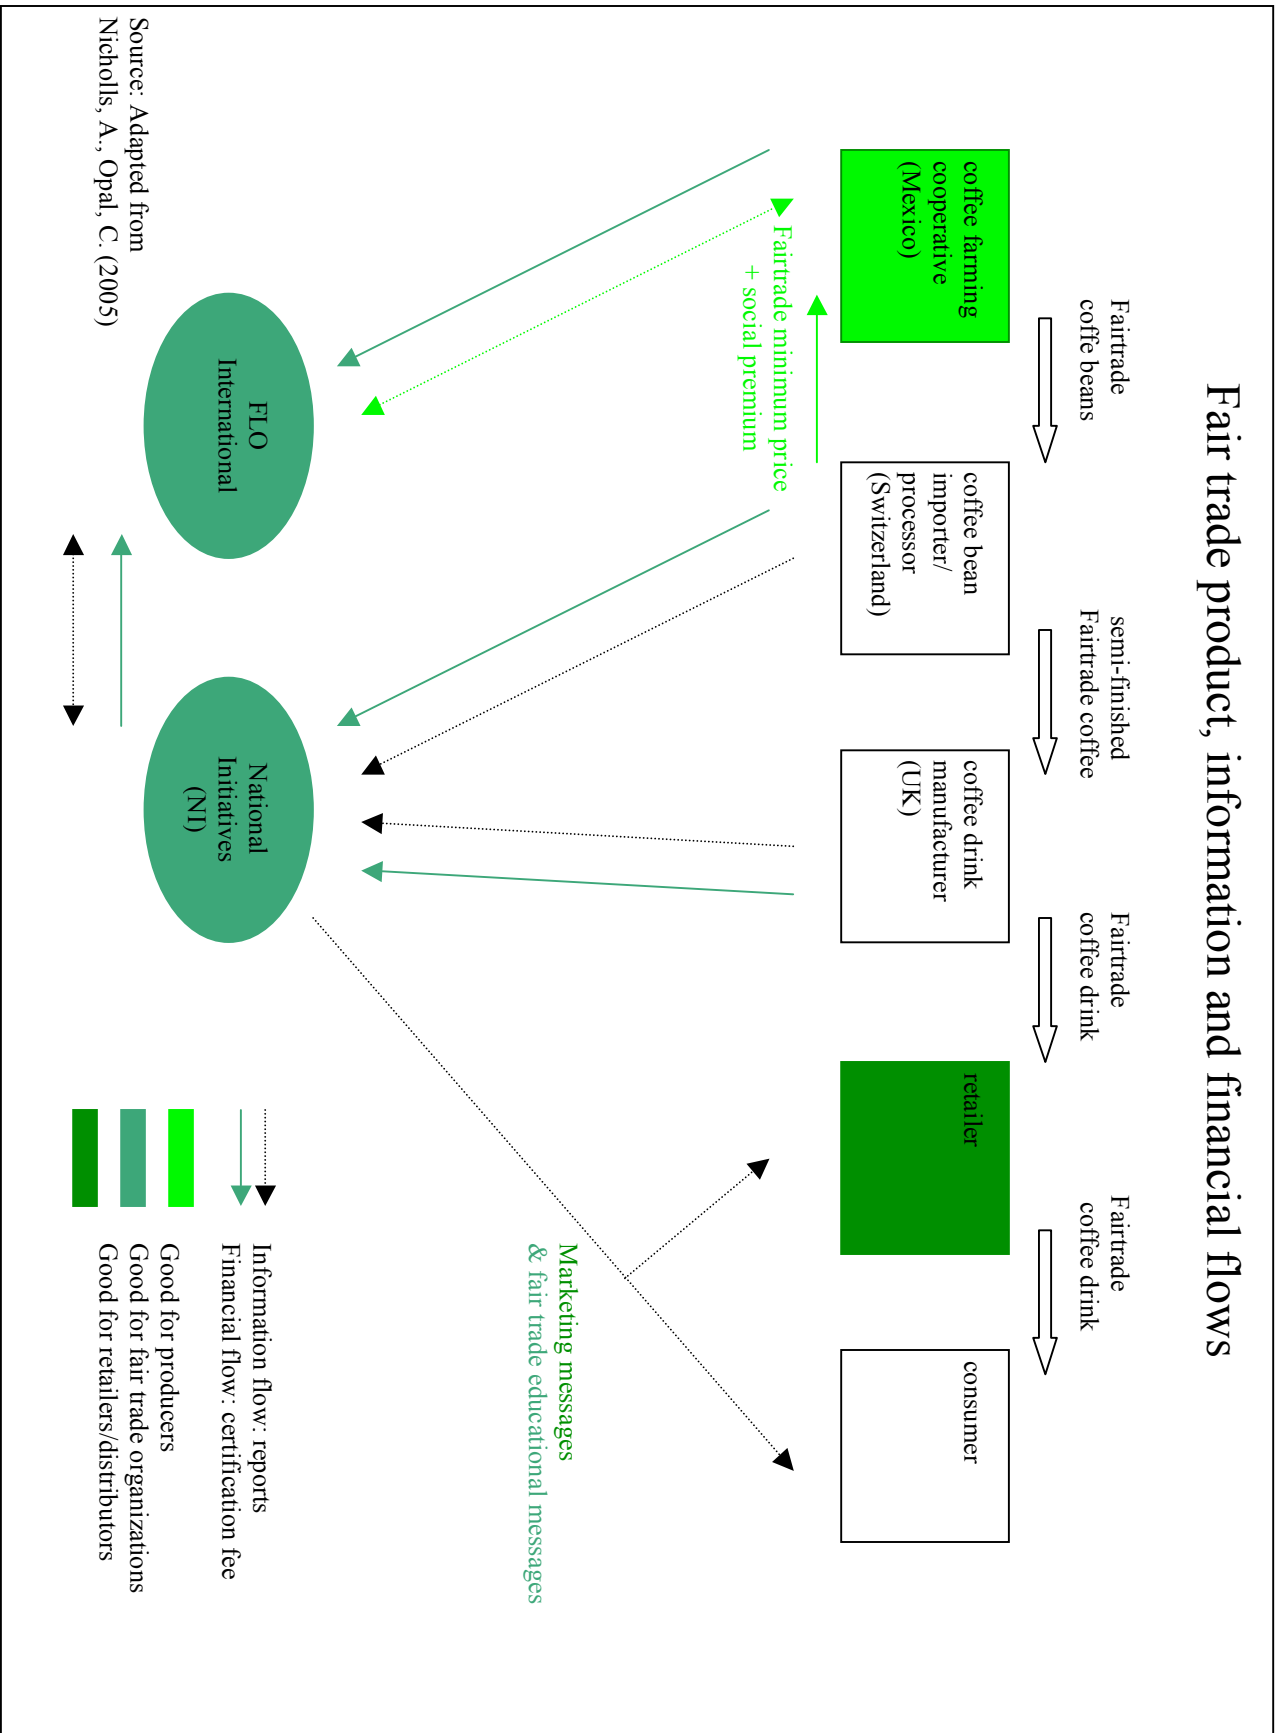 Fair trade product, information and financial flows
Fairtrade
coffe beans
semi-finished
Fairtrade coffee
Fairtrade
coffee drink
Fairtrade
coffee drink
coffee farming
cooperative
(Mexico)
coffee bean
importer/
processor
(Switzerland)
coffee drink
manufacturer
(UK)
retailer
consumer
Fairtrade minimum price
+ social premium
Marketing messages
& fair trade educational messages
FLO
International
National
Initiatives
(NI)
Information flow: reports
Financial flow: certification fee
Good for producers
Good for fair trade organizations
Good for retailers/distributors
Source: Adapted from
Nicholls, A., Opal, C. (2005)